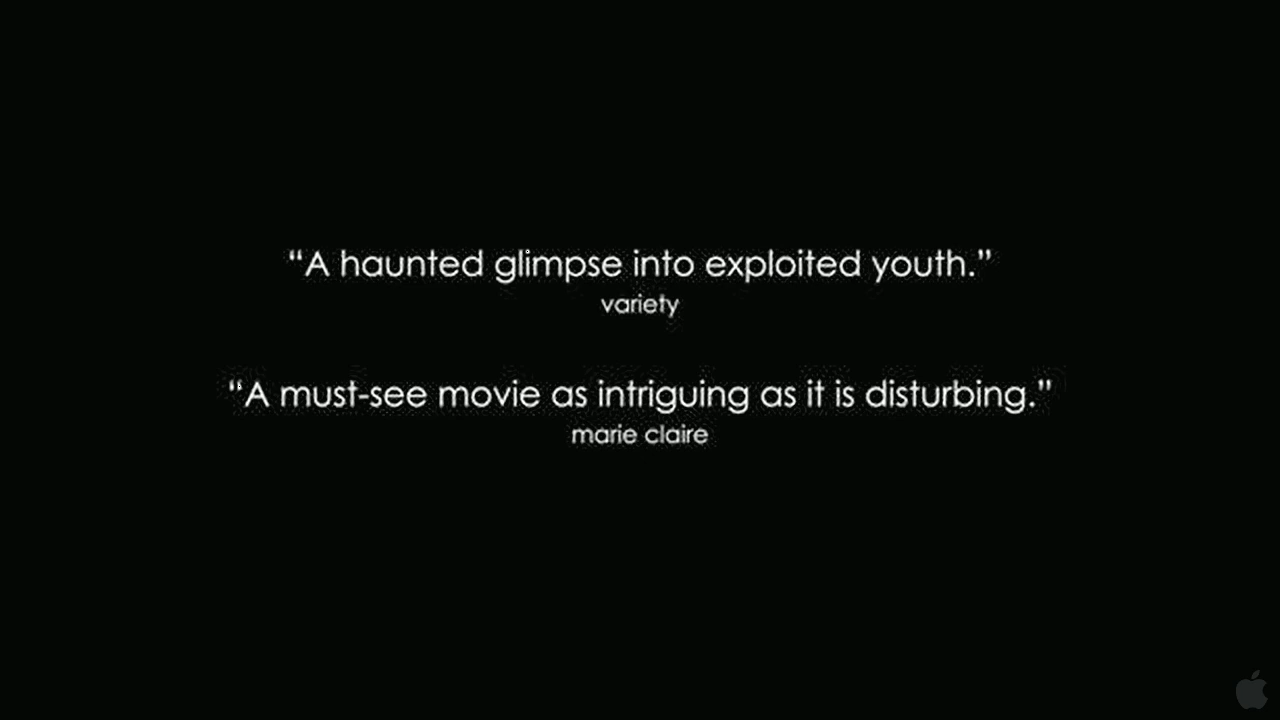 “A haunted glimpse into exploited youth.”
variety
“A must-see movie as intriguing as it is disturbing.”
marie claire